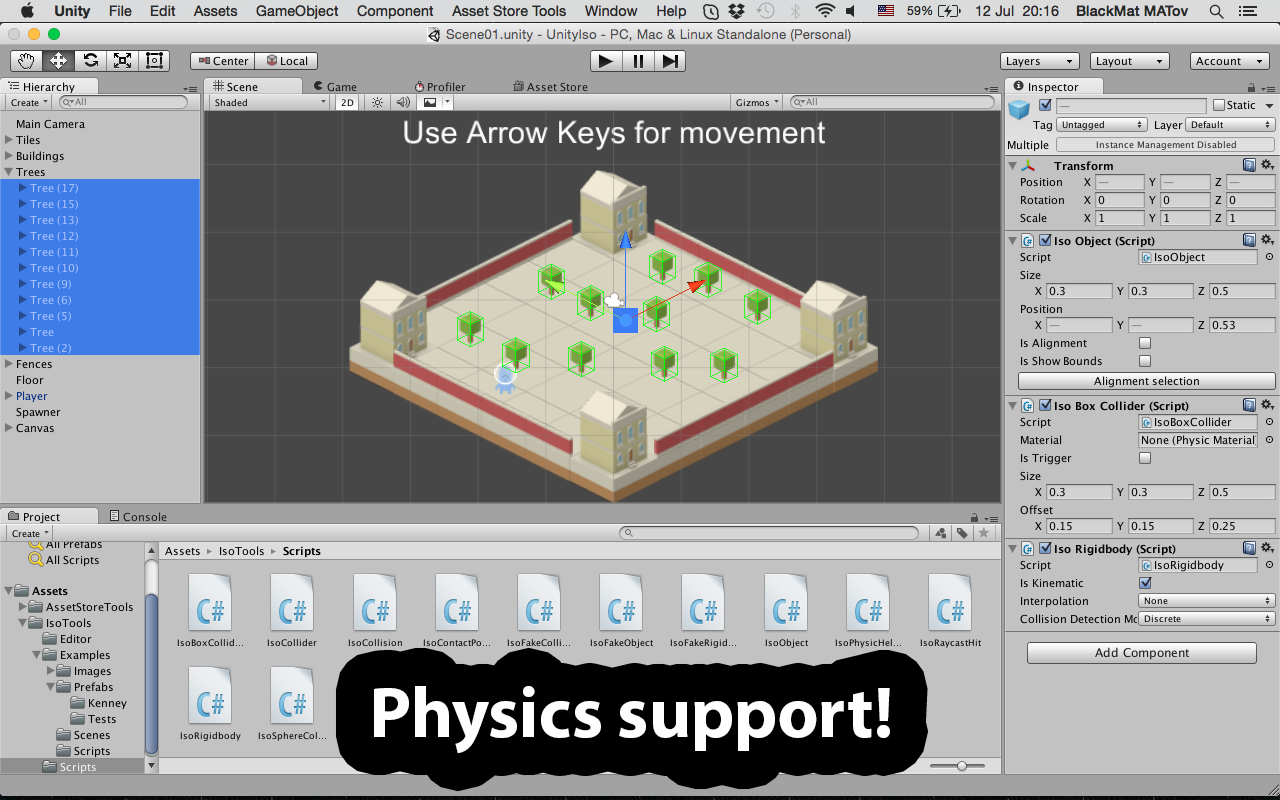 Unity File Edit Assets GameObject Component Asset Store Tools Window Help 59% 12 Jul 20:16 BlackMat MATov
Scene01.unity - UnityIso - PC, Mac & Linux Standalone (Personal)
Center Local Layers Layout Account
Hierarchy
Create All
Main Camera
Tiles
Buildings
Trees
Tree (17)
Tree (15)
Tree (13)
Tree (12)
Tree (11)
Tree (10)
Tree (9)
Tree (6)
Tree (5)
Tree
Tree (2)
Fences
Floor
Player
Spawner
Canvas
Scene Game Profiler Asset Store
Shaded 2D Gizmos All
Use Arrow Keys for movement
Inspector
— Static
Tag Untagged Layer Default
Multiple Instance Management Disabled
Transform
Position X — Y — Z —
Rotation X 0 Y 0 Z 0
Scale X 1 Y 1 Z 1
Iso Object (Script)
Script IsoObject
Size
X 0.3 Y 0.3 Z 0.5
Position
X — Y — Z 0.53
Is Alignment
Is Show Bounds
Alignment selection
Iso Box Collider (Script)
Script IsoBoxCollider
Material None (Physic Material
Is Trigger
Size
X 0.3 Y 0.3 Z 0.5
Offset
X 0.15 Y 0.15 Z 0.25
Iso Rigidbody (Script)
Script IsoRigidbody
Is Kinematic
Interpolation None
Collision Detection Mo Discrete
Add Component
Project Console
Create
All Prefabs
All Scripts
Assets
AssetStoreTools
IsoTools
Editor
Examples
Images
Prefabs
Kenney
Tests
Scenes
Scripts
Scripts
Assets IsoTools Scripts
C# C# C# C# C# C# C# C# C# C#
IsoBoxCollid... IsoCollider IsoCollision IsoContactPo... IsoFakeColli... IsoFakeObject IsoFakeRigid... IsoObject IsoPhysicHel... IsoRaycastHit
C# C#
IsoRigidbody IsoSphereCol...
Physics support!